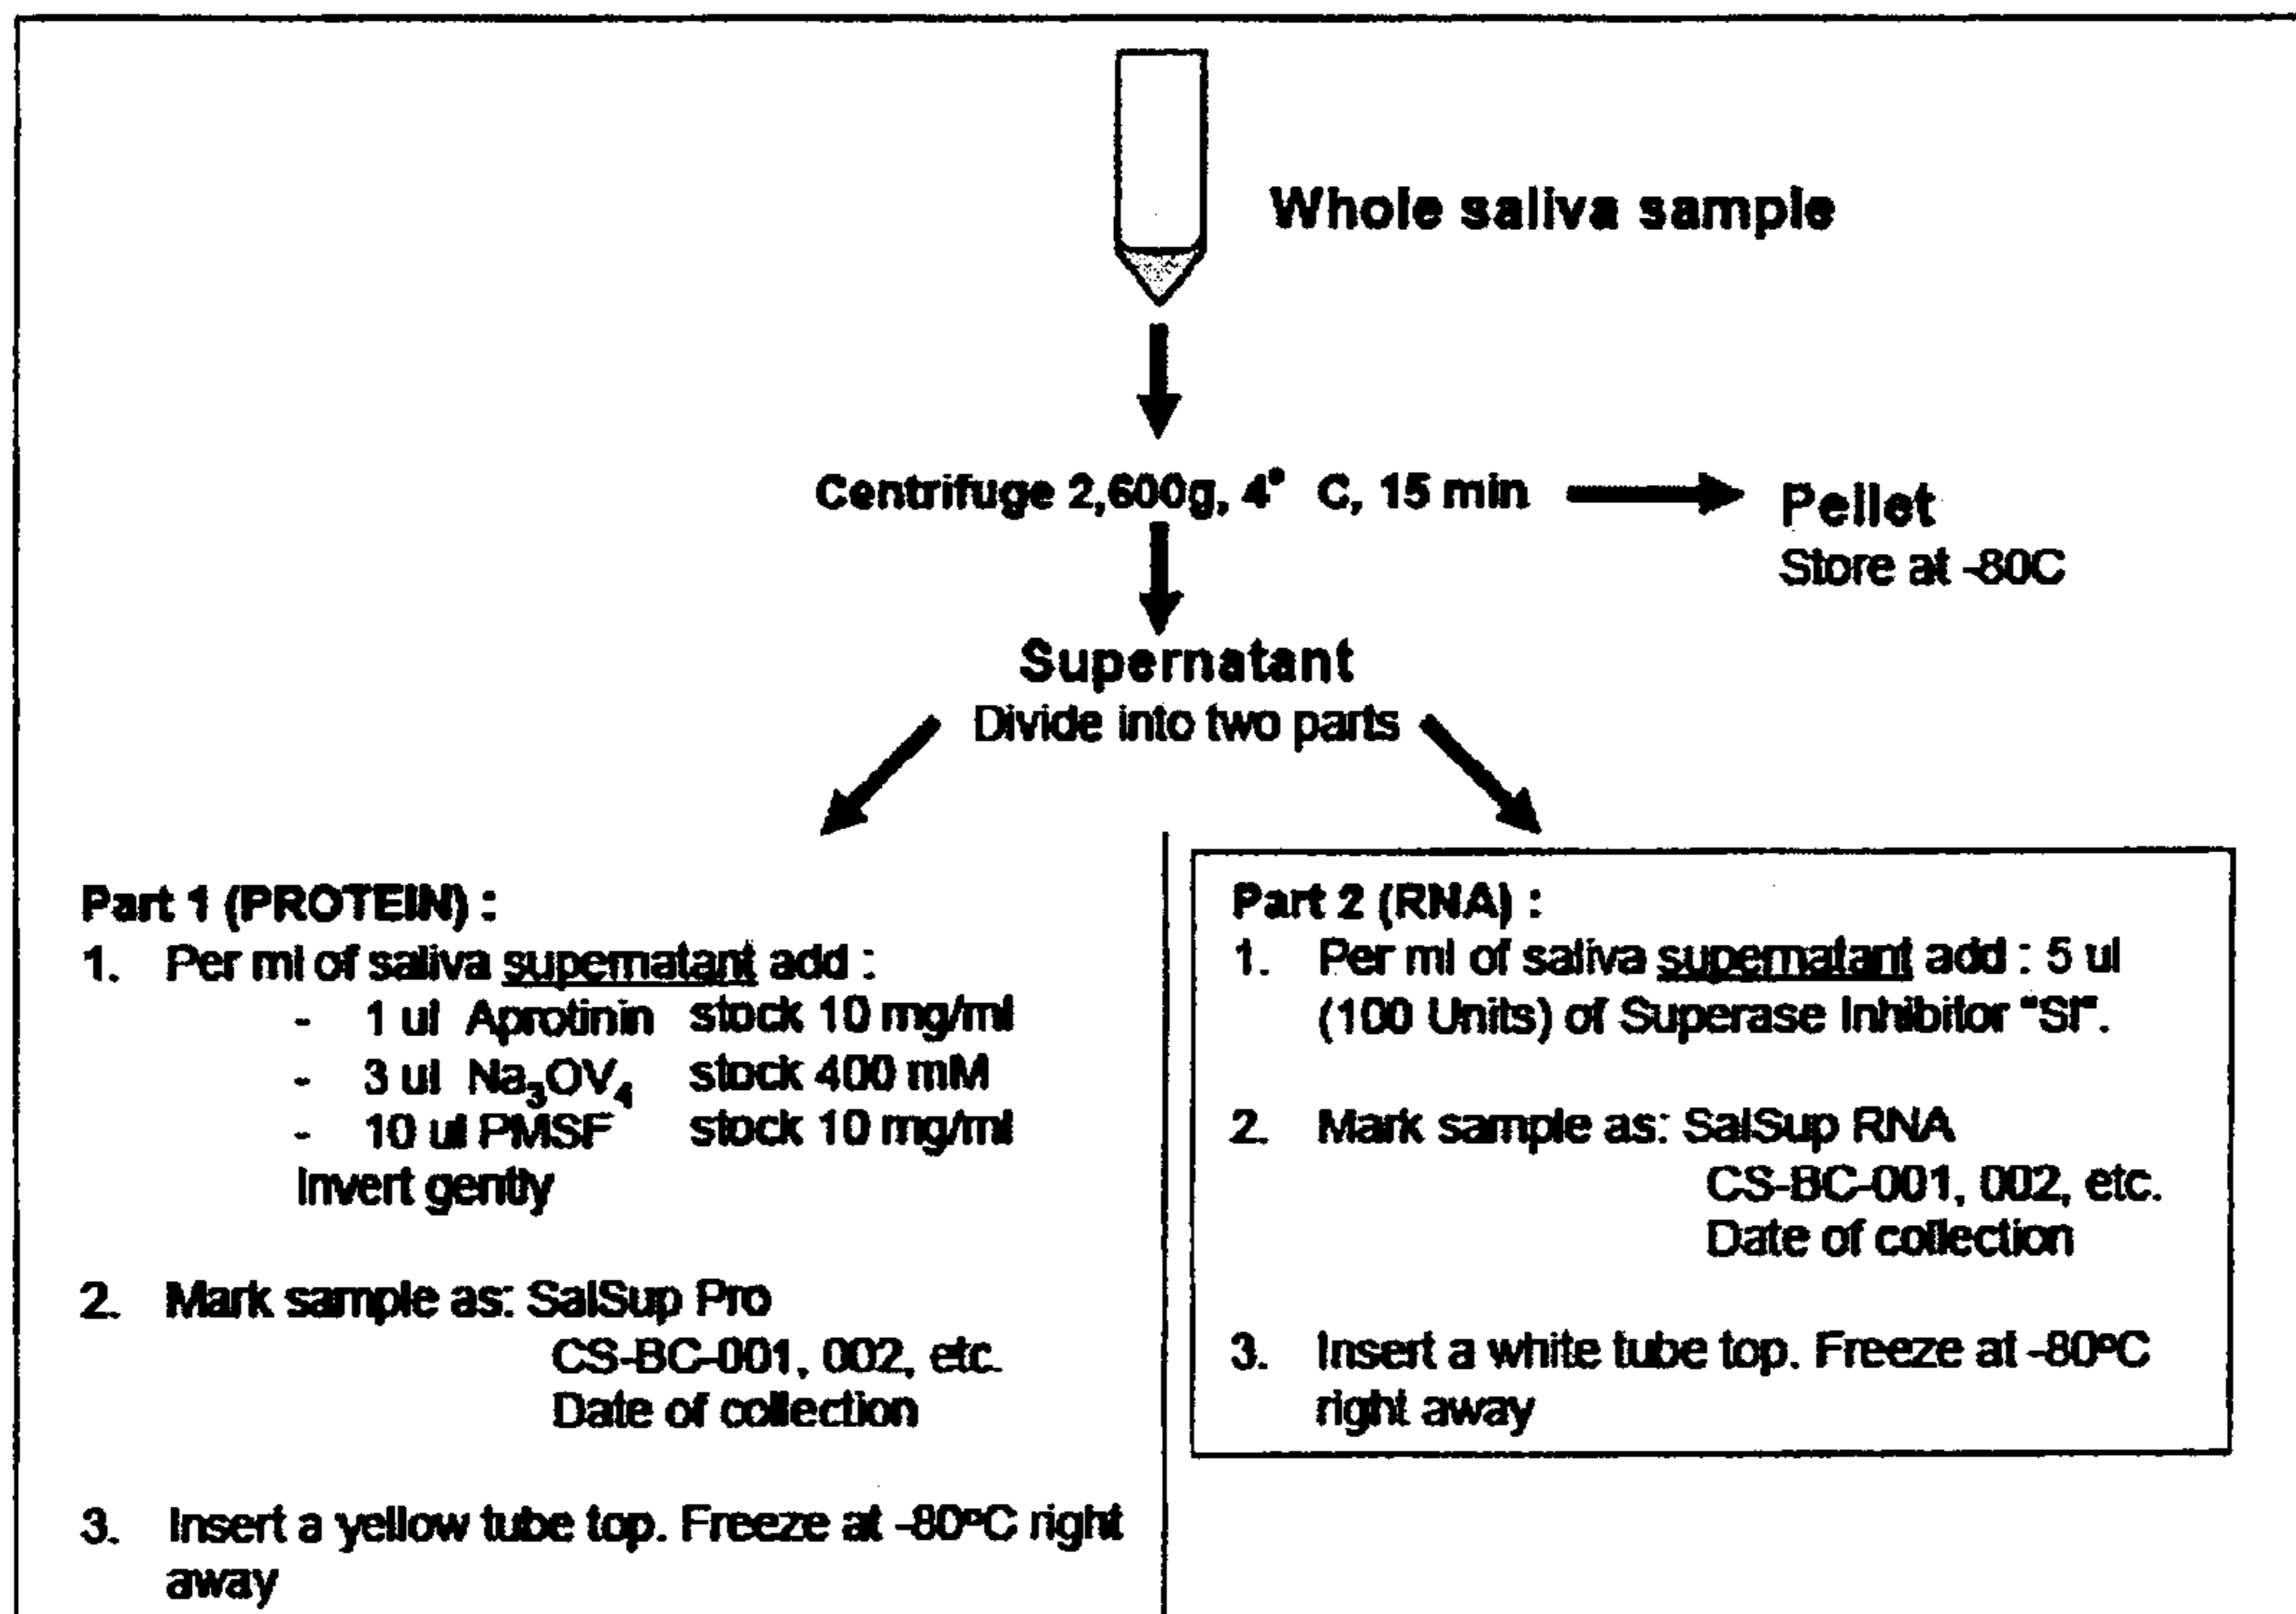 Whole saliva sample
Centrifuge 2,600g, 4° C, 15 min
Pellet
Store at -80C
Supernatant
Divide into two parts
Part 1 (PROTEIN) :
1. Per ml of saliva supernatant add :
- 1 ul Aprotinin stock 10 mg/ml
- 3 ul Na₃OV₄ stock 400 mM
- 10 ul PMSF stock 10 mg/ml
Invert gently
2. Mark sample as: SalSup Pro
CS-BC-001, 002, etc.
Date of collection
3. Insert a yellow tube top. Freeze at -80ºC right
away
Part 2 (RNA) :
1. Per ml of saliva supernatant add : 5 ul
(100 Units) of Superase Inhibitor "SI".
2. Mark sample as: SalSup RNA
CS-BC-001, 002, etc.
Date of collection
3. Insert a white tube top. Freeze at -80ºC
right away